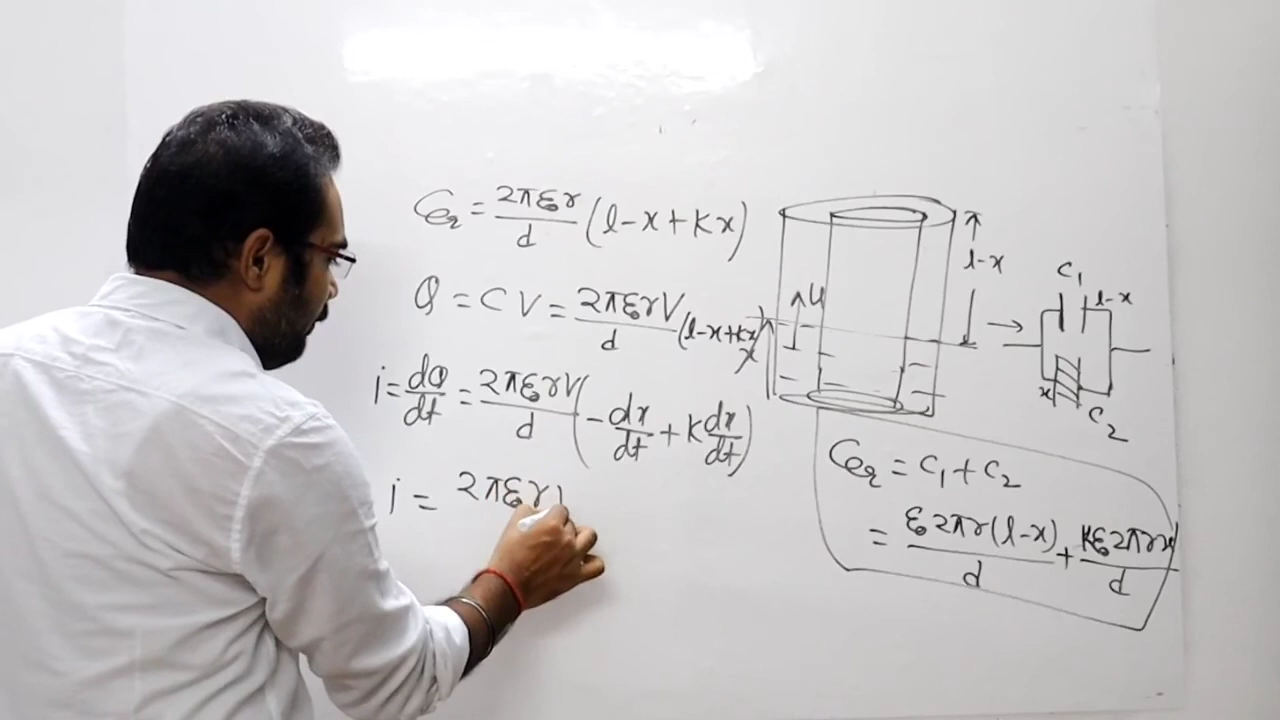 Ceq = 2πε₀r/d (l-x+kx)
Q = CV = 2πε₀rV/d (l-x+kx)
i = dQ/dt = 2πε₀rV/d (-dx/dt + k dx/dt)
i = 2πε₀r
l-x
x
C₁
l-x
x
C₂
Ceq = C₁+C₂
= ε₀2πr(l-x)/d + kε₀2πrx/d